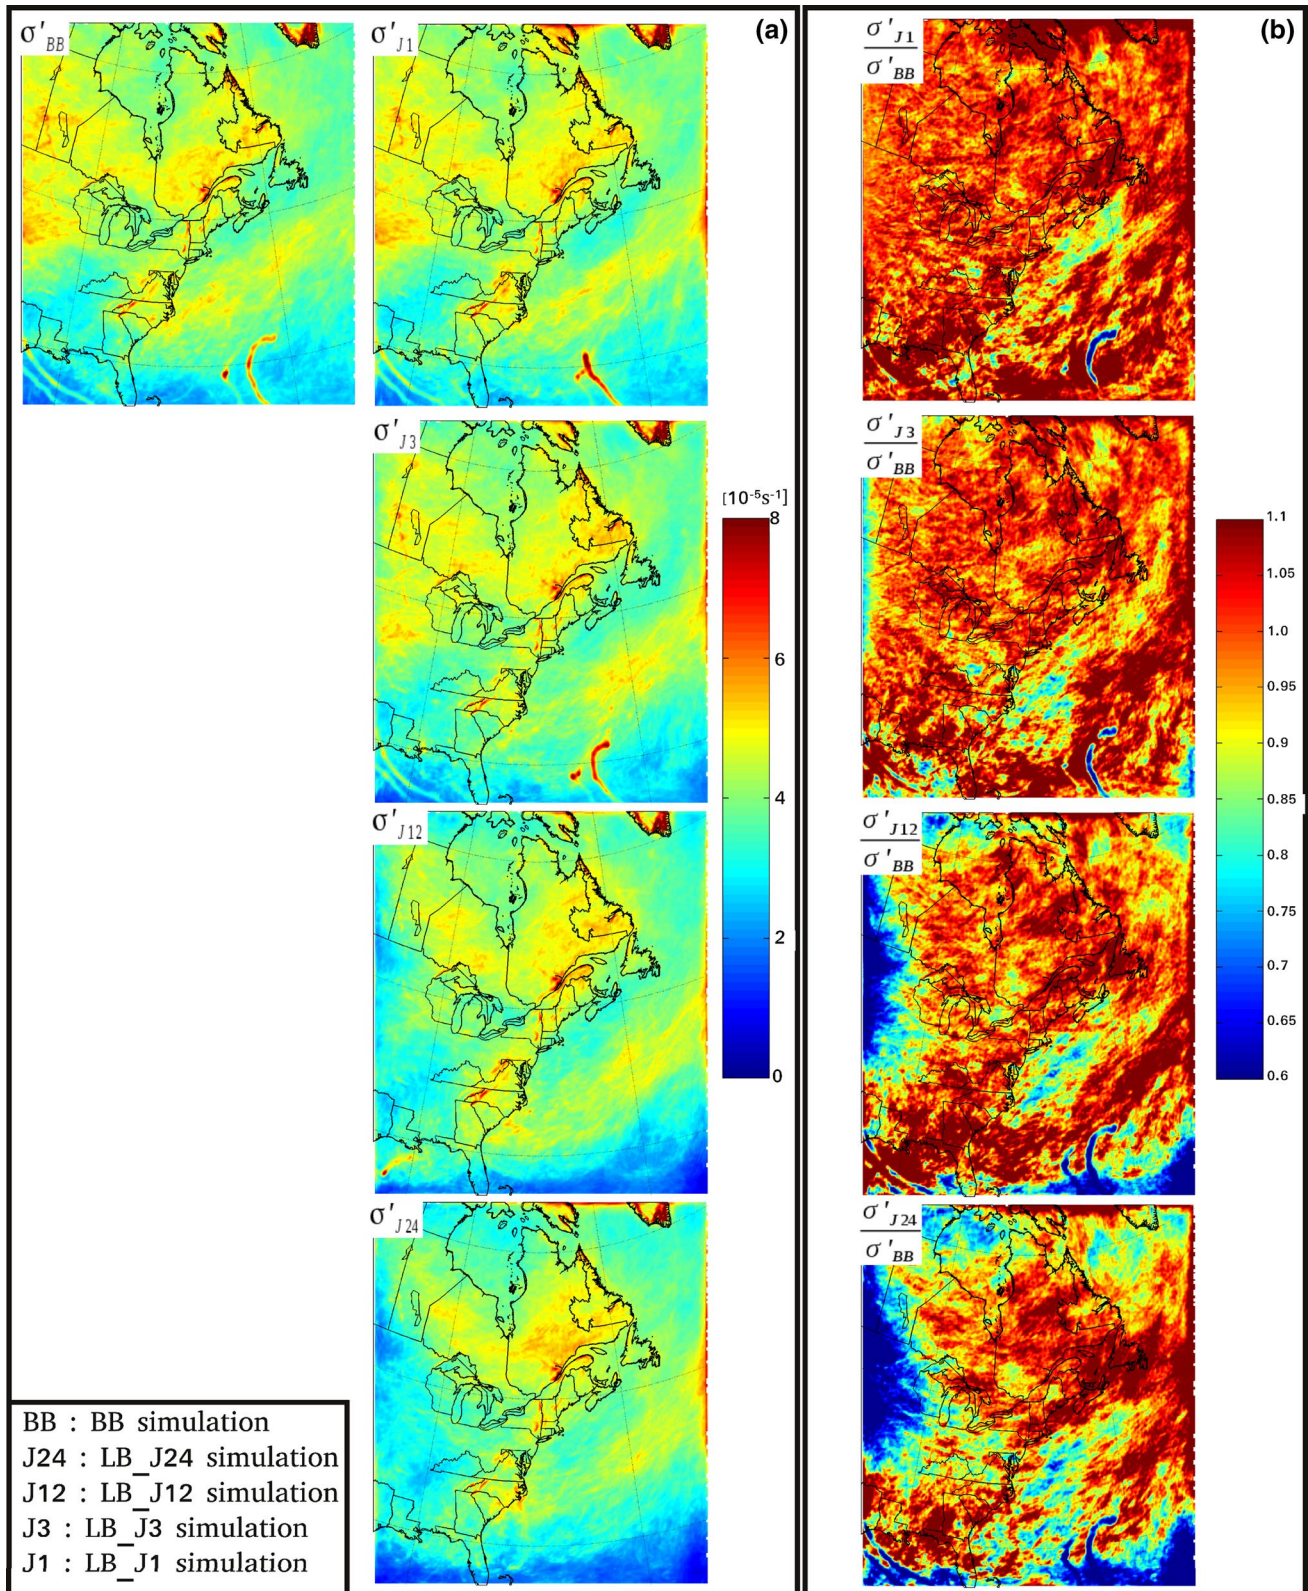 σ'BB
σ'J1
(a)
σ'J1
σ'BB
(b)
σ'J3
σ'J3
σ'BB
[10-5s-1]
8
6
4
2
0
1.1
1.05
1.0
0.95
0.9
0.85
0.8
0.75
0.7
0.65
0.6
σ'J12
σ'J12
σ'BB
σ'J24
σ'J24
σ'BB
BB : BB simulation
J24 : LB_J24 simulation
J12 : LB_J12 simulation
J3 : LB_J3 simulation
J1 : LB_J1 simulation